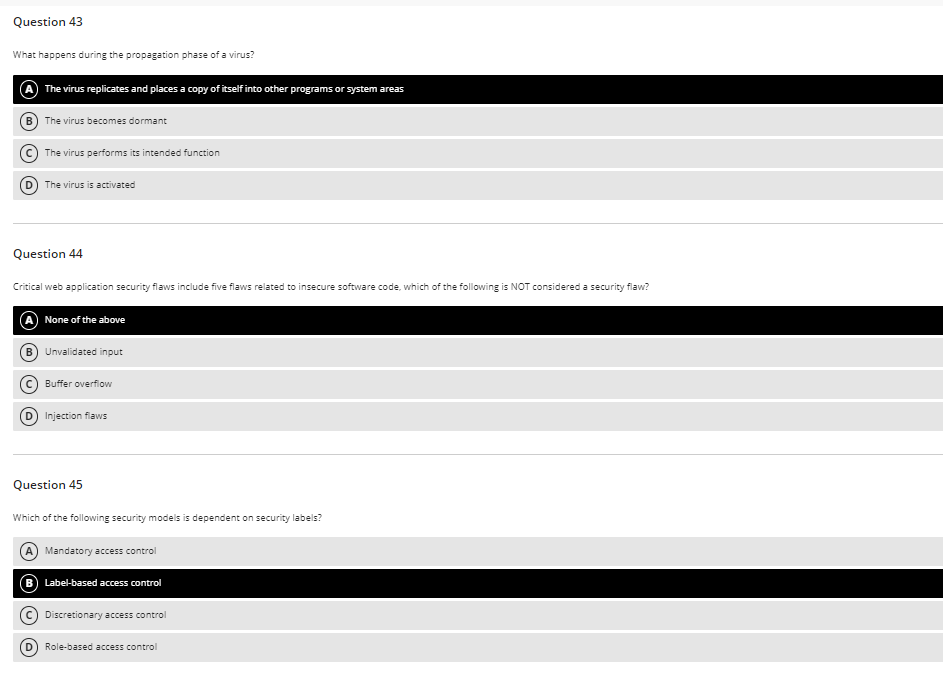 Question 43
What happens during the propagation phase of a virus?
A The virus replicates and places a copy of itself into other programs or system areas
B The virus becomes dormant
C The virus performs its intended function
D The virus is activated
Question 44
Critical web application security flaws include five flaws related to insecure software code, which of the following is NOT considered a security flaw?
A None of the above
B Unvalidated input
C Buffer overflow
D Injection flaws
Question 45
Which of the following security models is dependent on security labels?
A Mandatory access control
B Label-based access control
C Discretionary access control
D Role-based access control